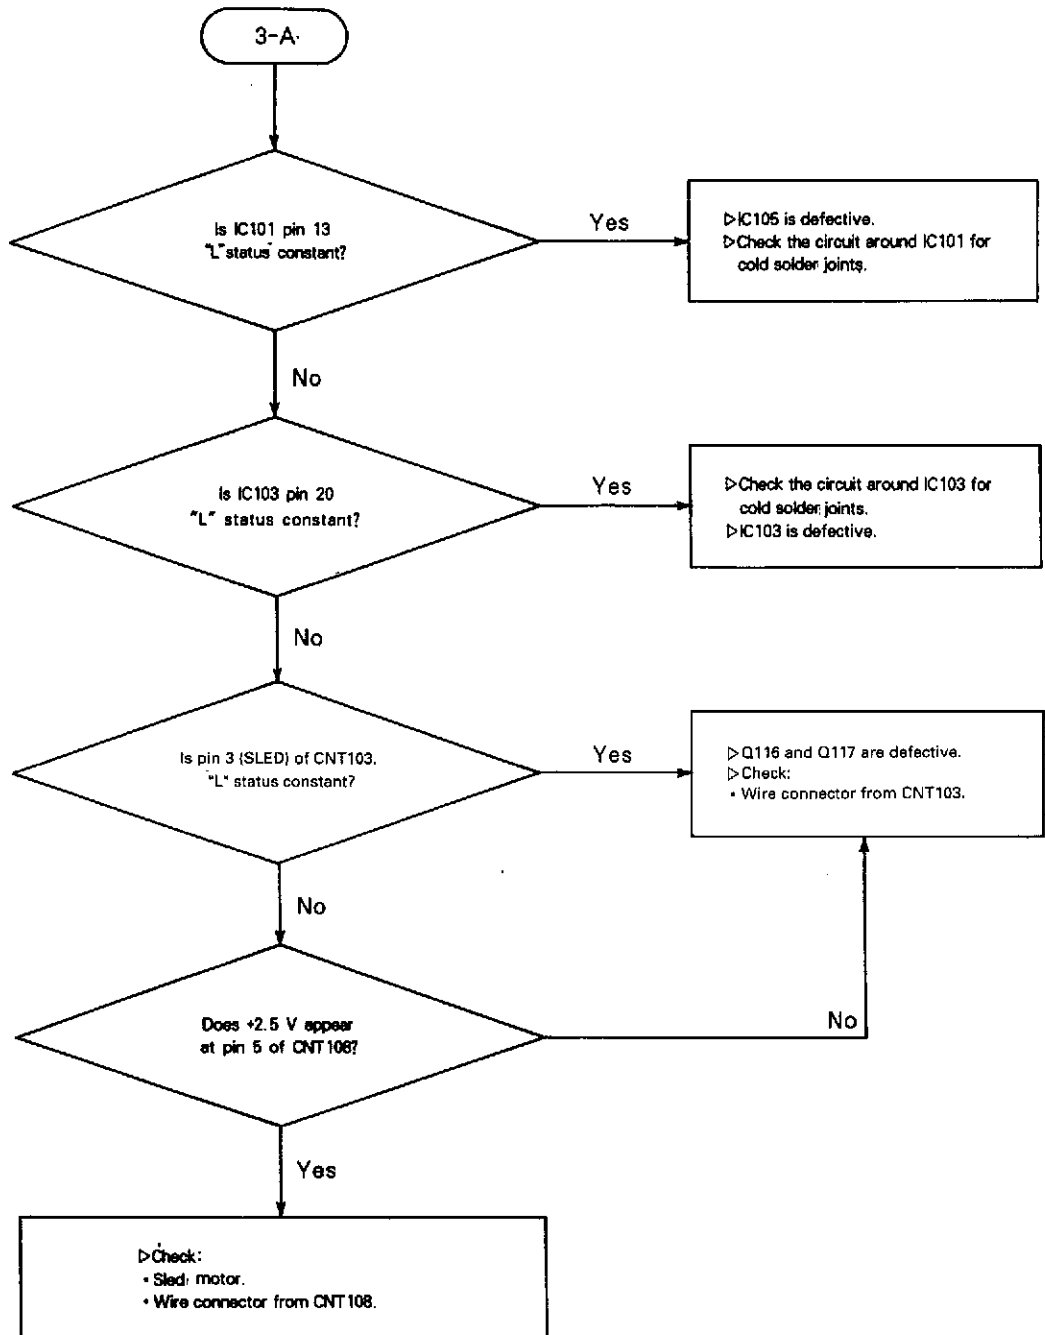 3-A
Is IC101 pin 13
"L" status constant?
Yes
▷IC105 is defective.
▷Check the circuit around IC101 for
cold solder joints.
No
Is IC103 pin 20
"L" status constant?
Yes
▷Check the circuit around IC103 for
cold solder joints.
▷IC103 is defective.
No
Is pin 3 (SLED) of CNT103.
"L" status constant?
Yes
▷Q116 and Q117 are defective.
▷Check:
• Wire connector from CNT103.
No
Does +2.5 V appear
at pin 5 of CNT108?
No
Yes
▷Check:
• Sled motor.
• Wire connector from CNT108.